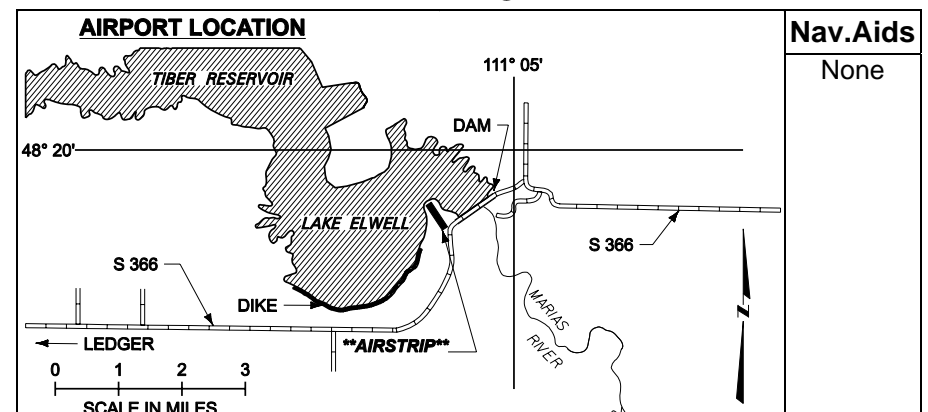 AIRPORT LOCATION
Nav.Aids
None
TIBER RESERVOIR
111° 05'
DAM
48° 20'
LAKE ELWELL
S 366
S 366
DIKE
MARIAS
RIVER
N
LEDGER
**AIRSTRIP**
0 1 2 3
SCALE IN MILES